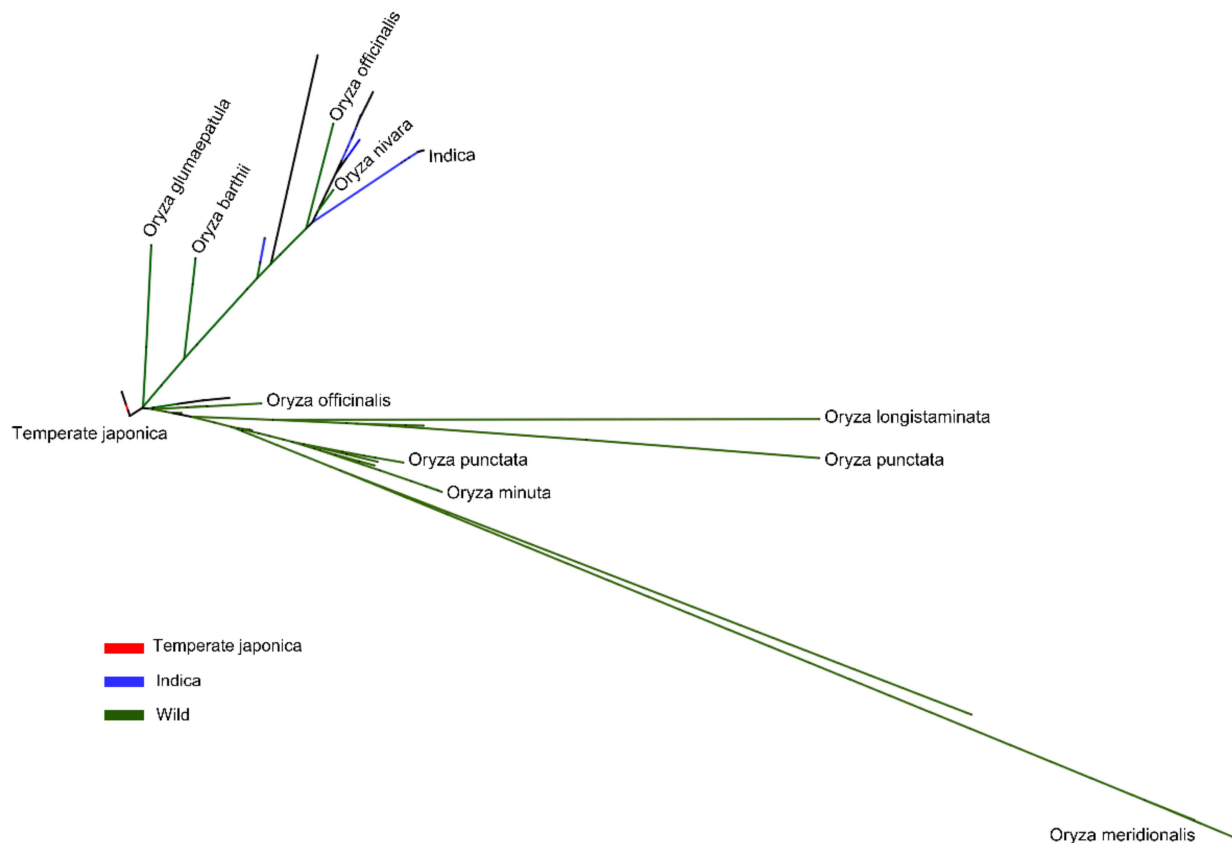 Oryza officinalis
Oryza glumaepatula
Oryza nivara
Indica
Oryza barthii
Oryza officinalis
Oryza longistaminata
Temperate japonica
Oryza punctata
Oryza punctata
Oryza minuta
Temperate japonica
Indica
Wild
Oryza meridionalis